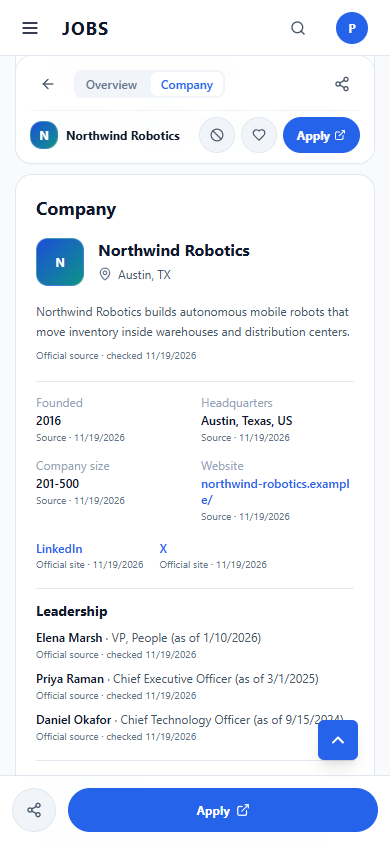 JOBS
P
Overview
Company
N
Northwind Robotics
Apply
Company
N
Northwind Robotics
Austin, TX
Northwind Robotics builds autonomous mobile robots that
move inventory inside warehouses and distribution centers.
Official source · checked 11/19/2026
Founded
2016
Source · 11/19/2026
Headquarters
Austin, Texas, US
Source · 11/19/2026
Company size
201-500
Source · 11/19/2026
Website
northwind-robotics.exampl
e/
Source · 11/19/2026
LinkedIn
Official site · 11/19/2026
X
Official site · 11/19/2026
Leadership
Elena Marsh · VP, People (as of 1/10/2026)
Official source · checked 11/19/2026
Priya Raman · Chief Executive Officer (as of 3/1/2025)
Official source · checked 11/19/2026
Daniel Okafor · Chief Technology Officer (as of 9/15/2024)
Official source · checked 11/19/2026
Apply